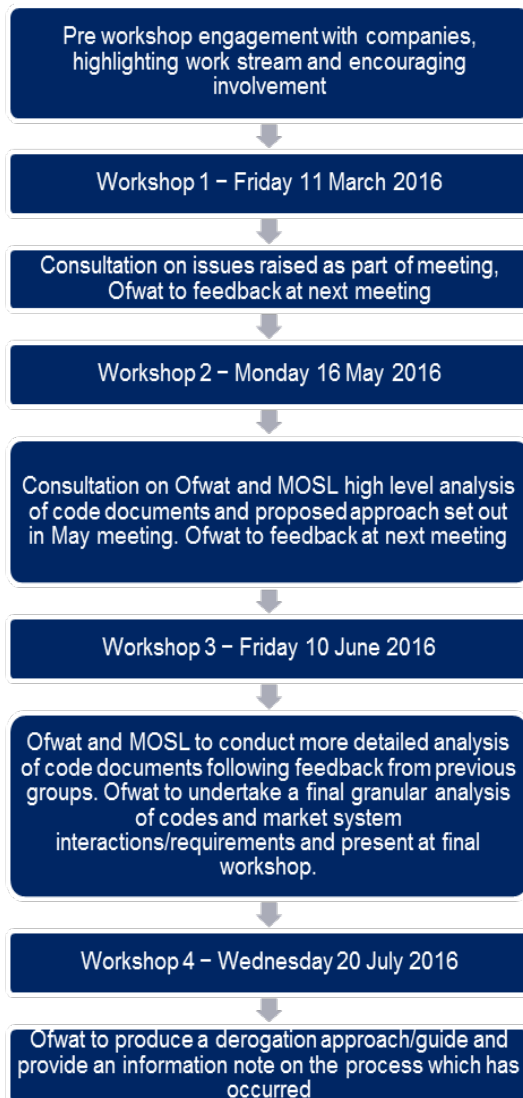 Pre workshop engagement with companies,
highlighting work stream and encouraging
involvement
Workshop 1 – Friday 11 March 2016
Consultation on issues raised as part of meeting,
Ofwat to feedback at next meeting
Workshop 2 – Monday 16 May 2016
Consultation on Ofwat and MOSL high level analysis
of code documents and proposed approach set out
in May meeting. Ofwat to feedback at next meeting
Workshop 3 – Friday 10 June 2016
Ofwat and MOSL to conduct more detailed analysis
of code documents following feedback from previous
groups. Ofwat to undertake a final granular analysis
of codes and market system
interactions/requirements and present at final
workshop.
Workshop 4 – Wednesday 20 July 2016
Ofwat to produce a derogation approach/guide and
provide an information note on the process which has
occurred